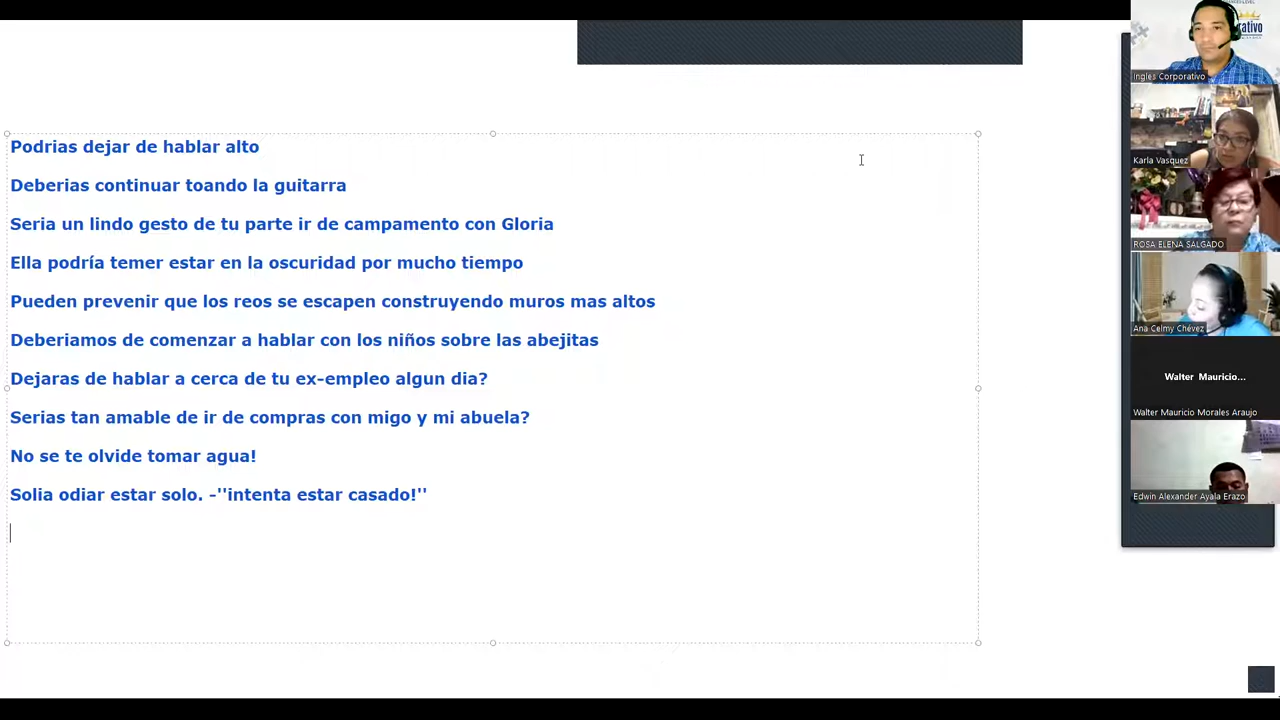 Podrias dejar de hablar alto
Deberias continuar toando la guitarra
Seria un lindo gesto de tu parte ir de campamento con Gloria
Ella podría temer estar en la oscuridad por mucho tiempo
Pueden prevenir que los reos se escapen construyendo muros mas altos
Deberiamos de comenzar a hablar con los niños sobre las abejitas
Dejaras de hablar a cerca de tu ex-empleo algun dia?
Serias tan amable de ir de compras con migo y mi abuela?
No se te olvide tomar agua!
Solia odiar estar solo. -''intenta estar casado!''
Ingles Corporativo
Karla Vasquez
ROSA ELENA SALGADO
Ana Celmy Chévez
Walter Mauricio...
Walter Mauricio Morales Araujo
Edwin Alexander Ayala Erazo